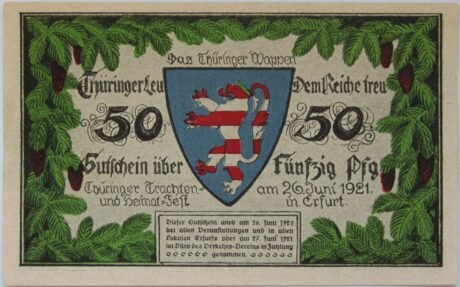 Das Thüringer Wappen
Thüringer Leu Dem Reiche treu
50 50
Gutschein über Fünfzig Pfg.
Thüringer Trachten- am 26. Juni 1921
und Heimat-Fest in Erfurt.
Dieser Gutschein wird am 26. Juni 1921
bei allen Veranstaltungen und in allen
Lokalen Erfurts oder am 27. Juni 1921
im Büro des Verkehrs-Vereins in Zahlung
genommen.